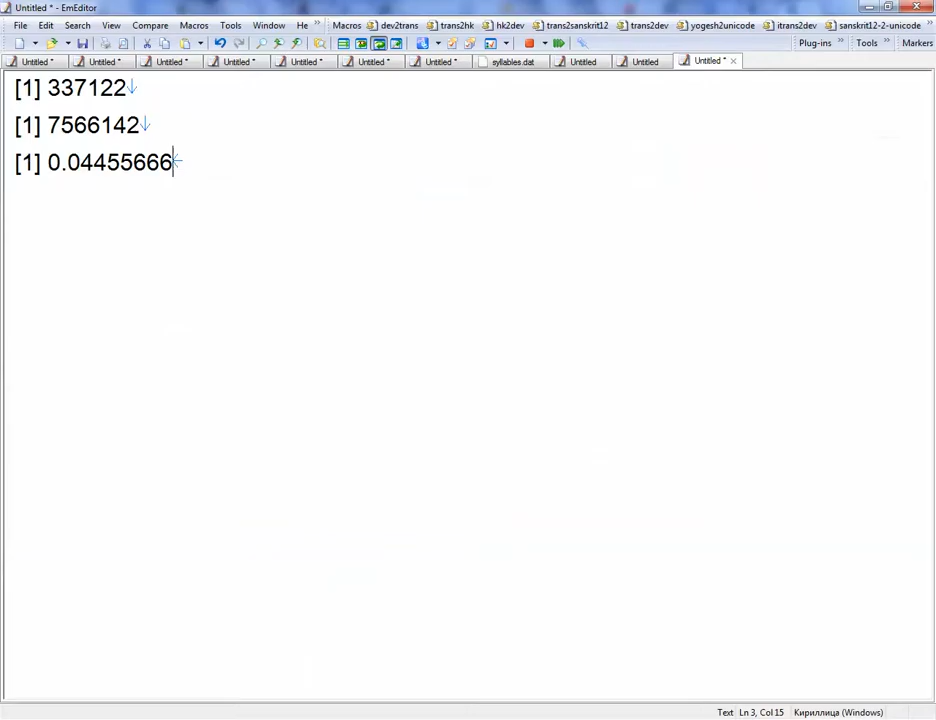 Untitled * - EmEditor
File Edit Search View Compare Macros Tools Window He » Macros dev2trans trans2hk hk2dev trans2sanskrit12 trans2dev yogesh2unicode itrans2dev sanskrit12-2-unicode »
Plug-ins » Tools » Markers
Untitled * Untitled * Untitled * Untitled * Untitled * Untitled * Untitled * syllables.dat Untitled Untitled Untitled * ×
[1] 337122↓
[1] 7566142↓
[1] 0.04455666←
Text Ln 3, Col 15 Кириллица (Windows)